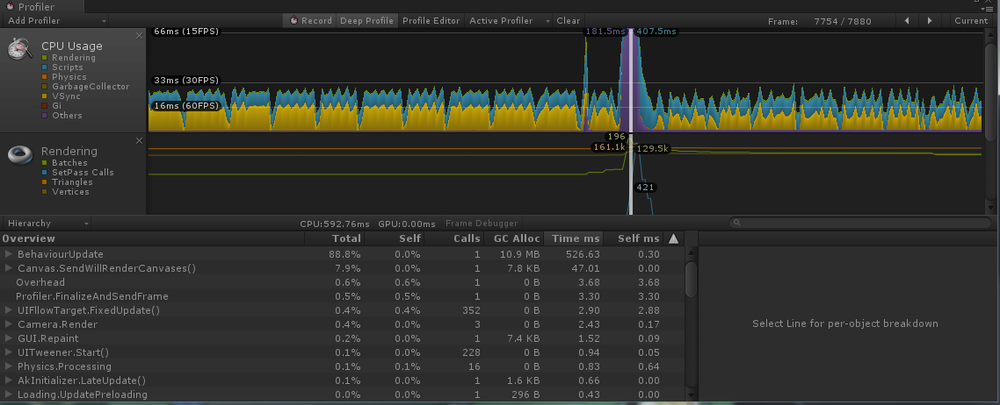 Profiler
Add Profiler Record Deep Profile Profiler Editor Active Profiler Clear Frame: 7754 / 7880 Current
CPU Usage
Rendering
Scripts
Physics
GarbageCollector
VSync
Gi
Others
66ms (15FPS)
33ms (30FPS)
16ms (60FPS)
181.5ms 407.5ms
Rendering
Batches
SetPass Calls
Triangles
Vertices
196
161.1k 129.5k
421
Hierarchy CPU:592.76ms GPU:0.00ms Frame Debugger
Overview Total Self Calls GC Alloc Time ms Self ms
BehaviourUpdate 88.8% 0.0% 1 10.9 MB 526.63 0.30
Canvas.SendWillRenderCanvases() 7.9% 0.0% 1 7.8 KB 47.01 0.00
Overhead 0.6% 0.6% 1 0 B 3.68 3.68
Profiler.FinalizeAndSendFrame 0.5% 0.5% 1 0 B 3.30 3.30
UIFllowTarget.FixedUpdate() 0.4% 0.4% 352 0 B 2.90 2.88
Camera.Render 0.4% 0.0% 3 0 B 2.43 0.17
GUI.Repaint 0.2% 0.0% 1 7.4 KB 1.52 0.09
UITweener.Start() 0.1% 0.0% 228 0 B 0.94 0.05
Physics.Processing 0.1% 0.1% 16 0 B 0.83 0.64
AkInitializer.LateUpdate() 0.1% 0.0% 1 1.6 KB 0.66 0.00
Loading.UpdatePreloading 0.0% 0.0% 1 296 B 0.43 0.00
Select Line for per-object breakdown